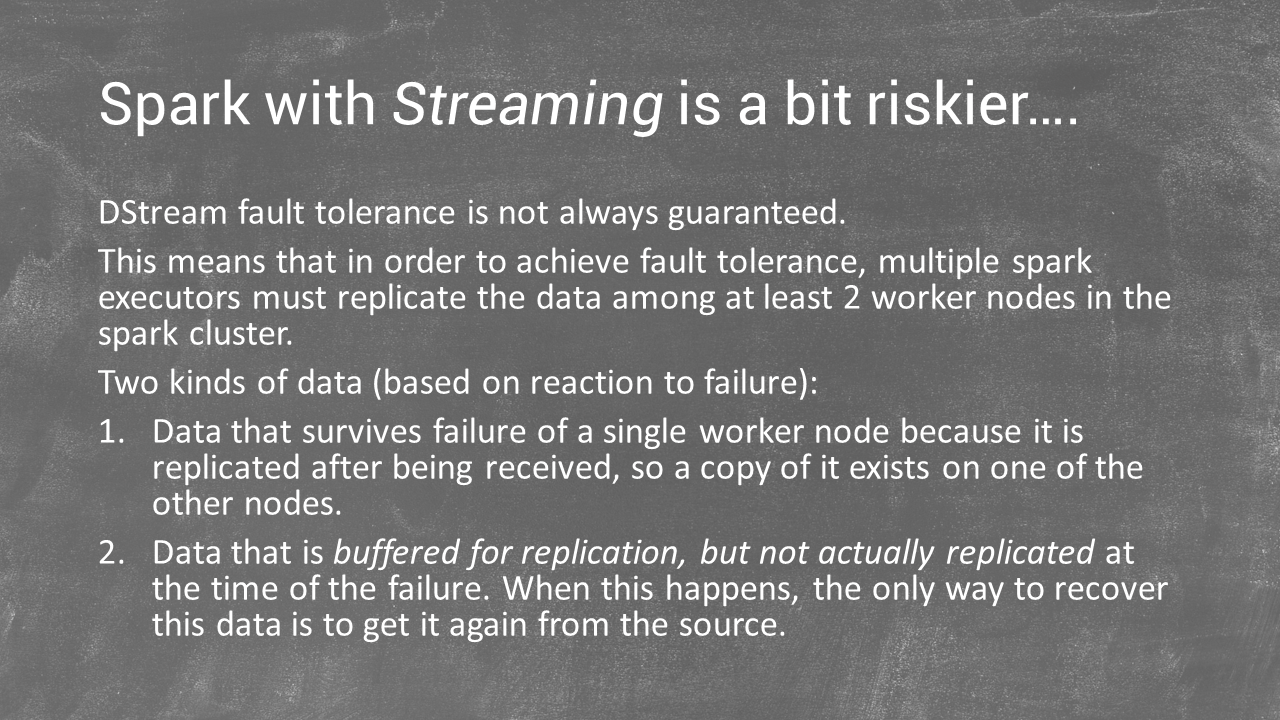 Spark with Streaming is a bit riskier....
DStream fault tolerance is not always guaranteed.
This means that in order to achieve fault tolerance, multiple spark
executors must replicate the data among at least 2 worker nodes in the
spark cluster.
Two kinds of data (based on reaction to failure):
1. Data that survives failure of a single worker node because it is
replicated after being received, so a copy of it exists on one of the
other nodes.
2. Data that is buffered for replication, but not actually replicated at
the time of the failure. When this happens, the only way to recover
this data is to get it again from the source.